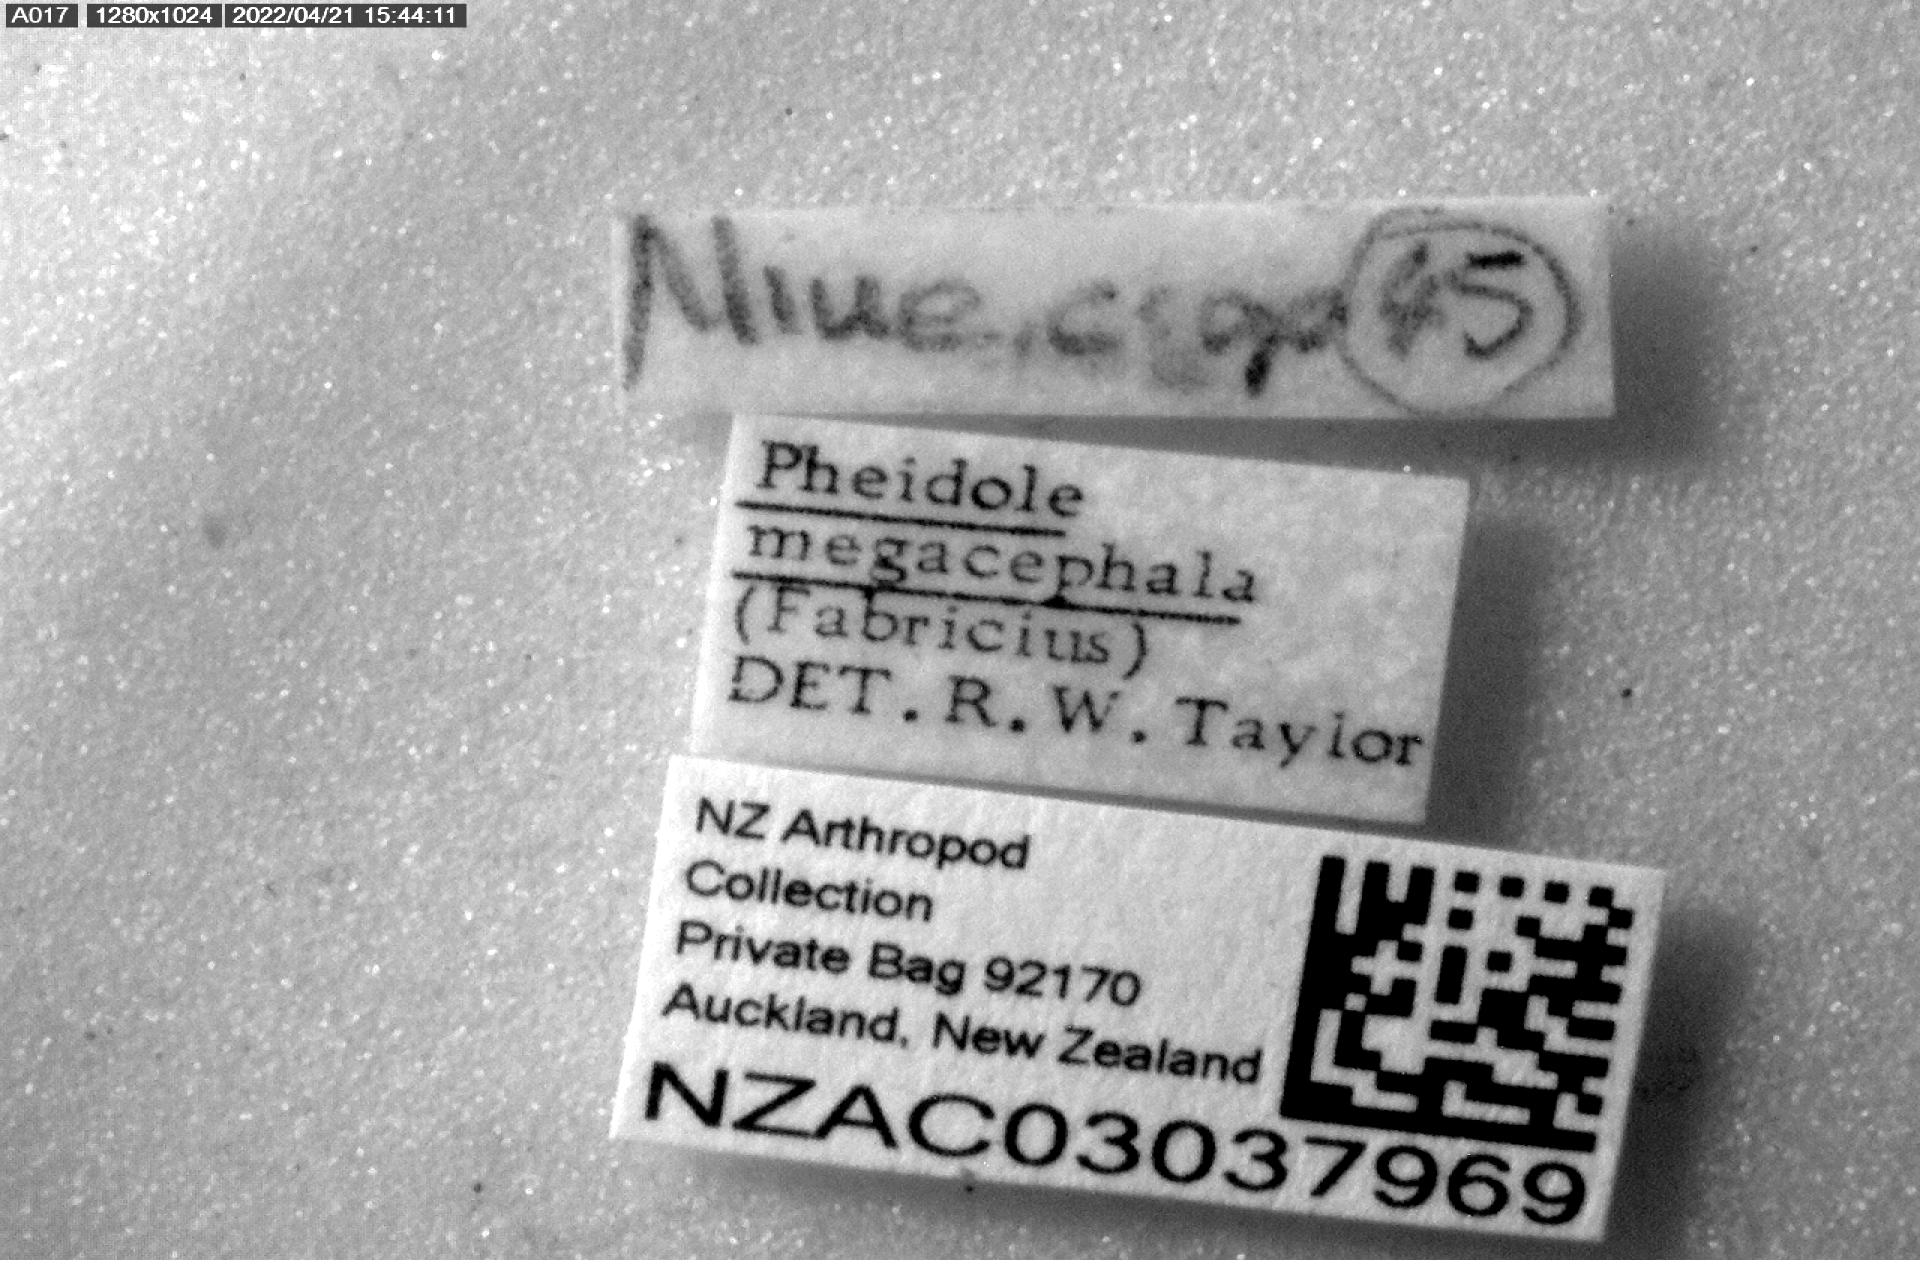 A017 1280x1024 2022/04/21 15:44:11
Niue 45
Pheidole
megacephala
(Fabricius)
DET. R. W. Taylor
NZ Arthropod
Collection
Private Bag 92170
Auckland, New Zealand
NZAC03037969